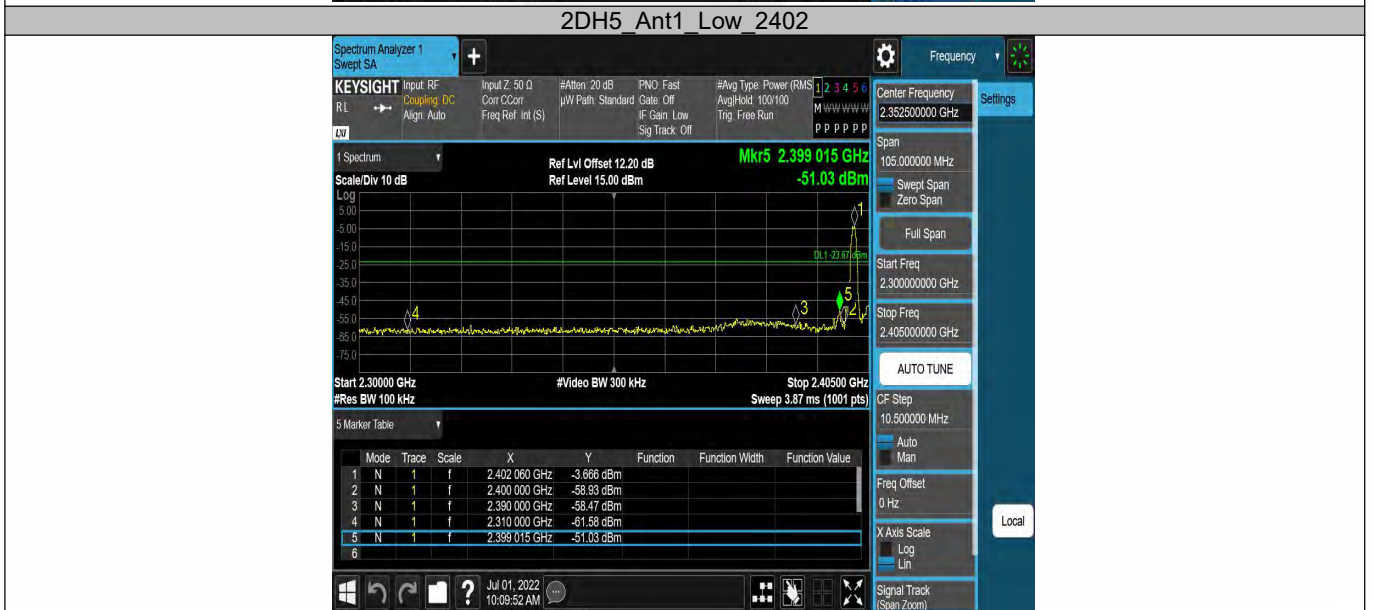 2DH5_Ant1_Low_2402
Spectrum Analyzer 1
Swept SA
+
Frequency
KEYSIGHT
Input: RF
Input Z: 50 Ω
#Atten: 20 dB
PNO: Fast
#Avg Type: Power (RMS
1 2 3 4 5 6
R L
Coupling: DC
Corr CCorr
µW Path: Standard
Gate: Off
Avg|Hold: 100/100
M W W W W W
Align: Auto
Freq Ref: Int (S)
IF Gain: Low
Trig: Free Run
LXI
Sig Track: Off
P P P P P P
Center Frequency
2.352500000 GHz
Settings
1 Spectrum
Ref Lvl Offset 12.20 dB
Mkr5 2.399 015 GHz
Scale/Div 10 dB
Ref Level 15.00 dBm
-51.03 dBm
Log
5.00
-5.00
-15.0
-25.0
-35.0
-45.0
-55.0
-65.0
-75.0
1
DL1 -23.67 dBm
5
4
3
2
Start 2.30000 GHz
#Video BW 300 kHz
Stop 2.40500 GHz
#Res BW 100 kHz
Sweep 3.87 ms (1001 pts)
Span
105.000000 MHz
Swept Span
Zero Span
Full Span
Start Freq
2.300000000 GHz
Stop Freq
2.405000000 GHz
AUTO TUNE
CF Step
10.500000 MHz
Auto
Man
Freq Offset
0 Hz
X Axis Scale
Log
Lin
Signal Track
(Span Zoom)
Local
5 Marker Table
Mode Trace Scale X Y Function Function Width Function Value
1 N 1 f 2.402 060 GHz -3.666 dBm
2 N 1 f 2.400 000 GHz -58.93 dBm
3 N 1 f 2.390 000 GHz -58.47 dBm
4 N 1 f 2.310 000 GHz -61.58 dBm
5 N 1 f 2.399 015 GHz -51.03 dBm
6
?
Jul 01, 2022
10:09:52 AM